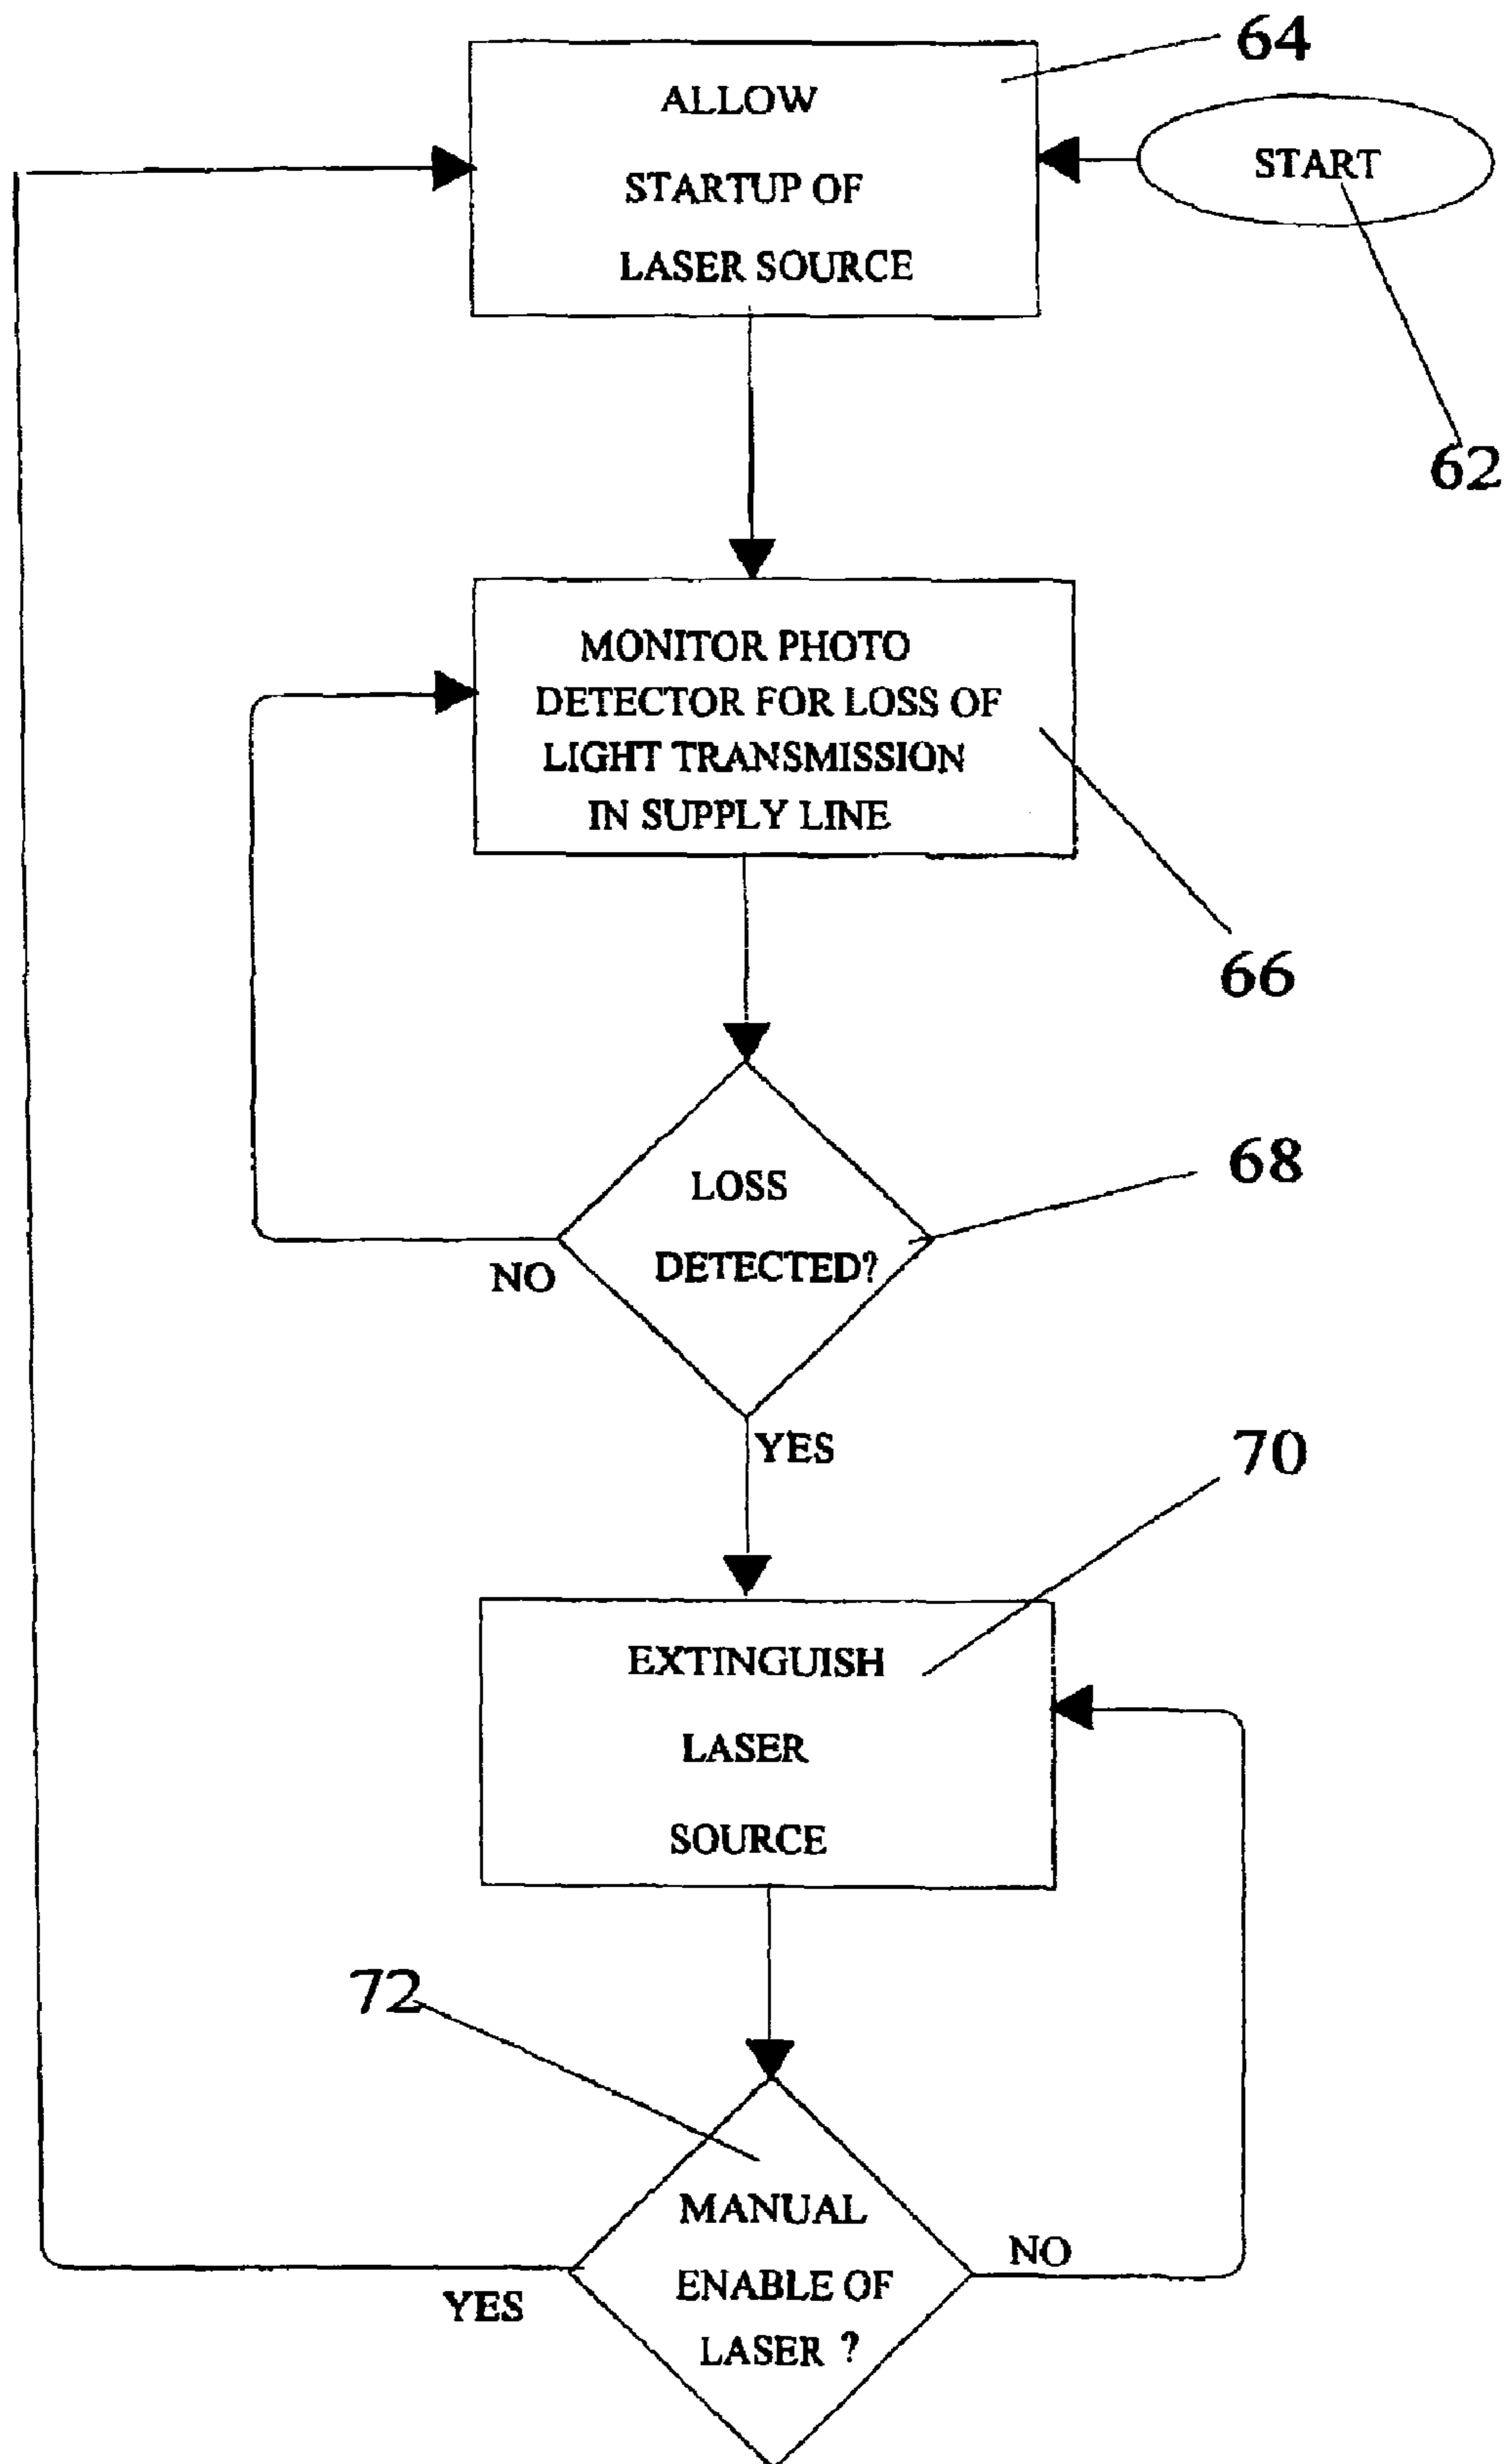 64
ALLOW
STARTUP OF
LASER SOURCE
START
62
MONITOR PHOTO
DETECTOR FOR LOSS OF
LIGHT TRANSMISSION
IN SUPPLY LINE
66
LOSS
DETECTED?
68
NO
YES
70
EXTINGUISH
LASER
SOURCE
72
MANUAL
ENABLE OF
LASER ?
NO
YES